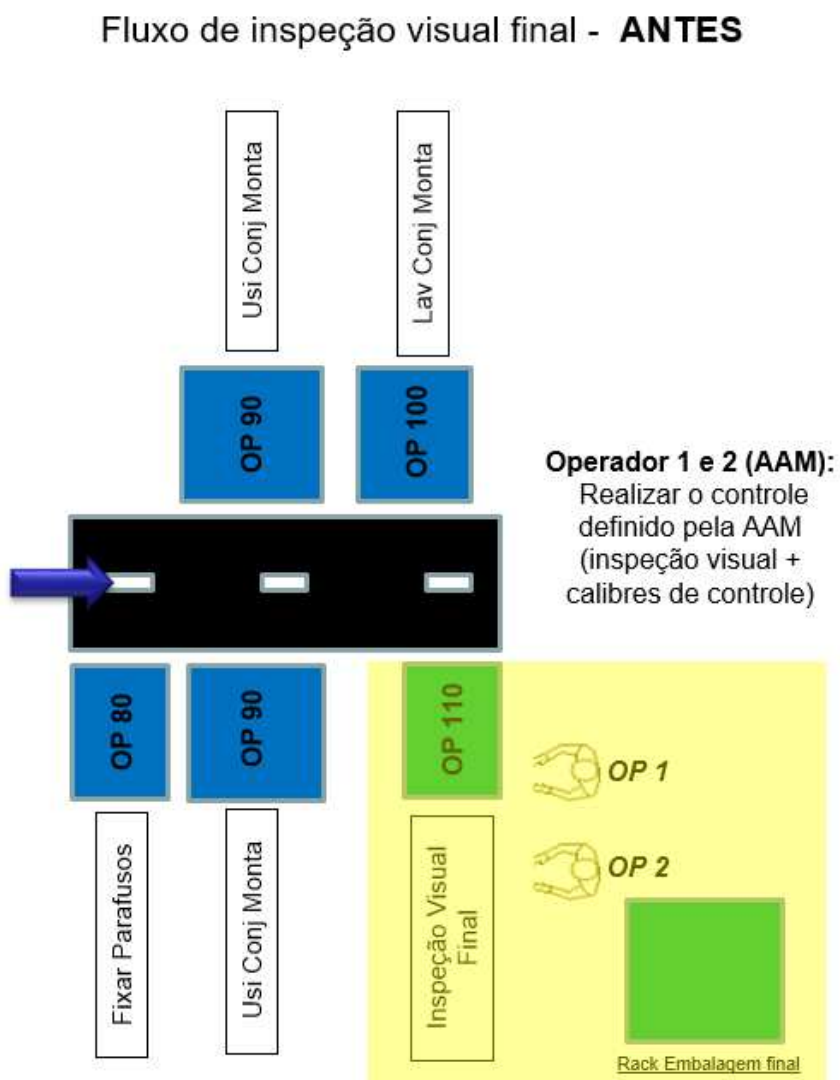 Fluxo de inspeção visual final - ANTES
Usi Conj Monta
Lav Conj Monta
OP 90
OP 100
Operador 1 e 2 (AAM):
Realizar o controle
definido pela AAM
(inspeção visual +
calibres de controle)
OP 80
OP 90
OP 110
OP 1
OP 2
Fixar Parafusos
Usi Conj Monta
Inspeção Visual
Final
Rack Embalagem final